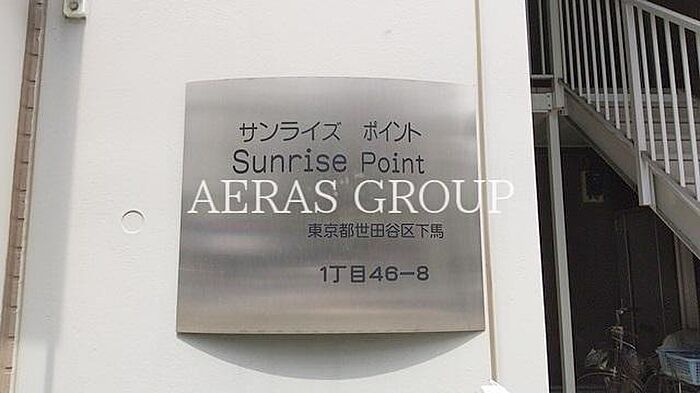 サンライズ ポイント
Sunrise Point
AERAS GROUP
東京都世田谷区下馬
1丁目46-8